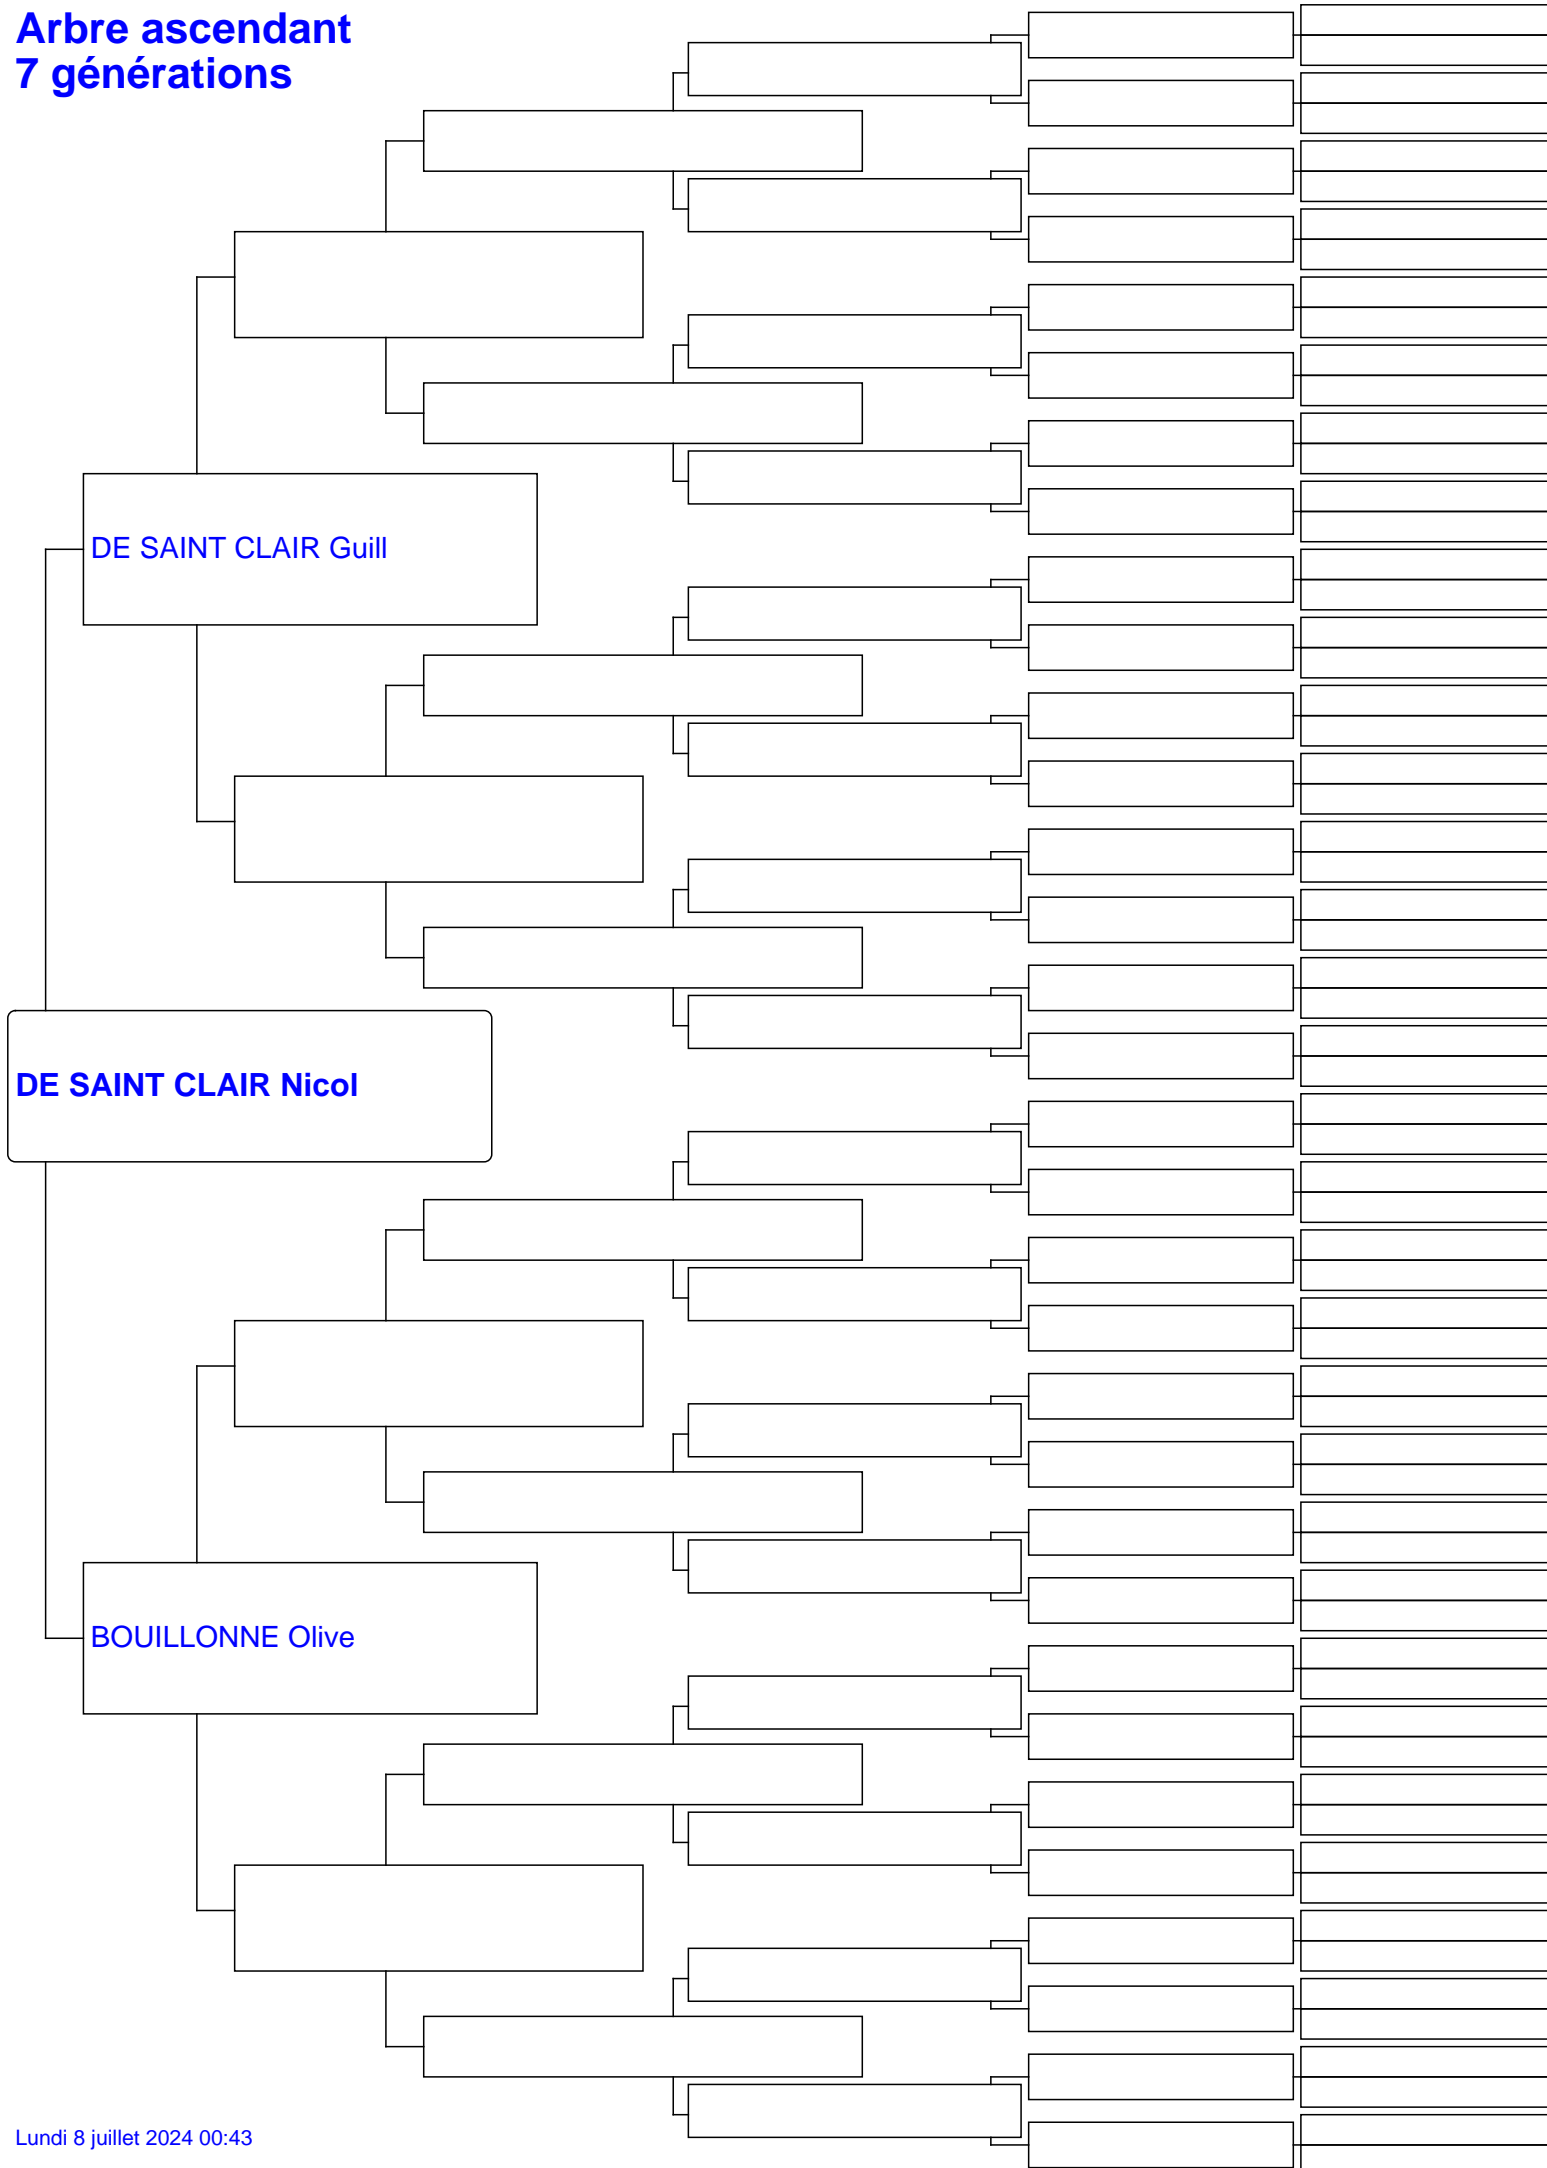 Arbre ascendant
7 générations
DE SAINT CLAIR Guill
DE SAINT CLAIR Nicol
BOUILLONNE Olive
Lundi 8 juillet 2024 00:43